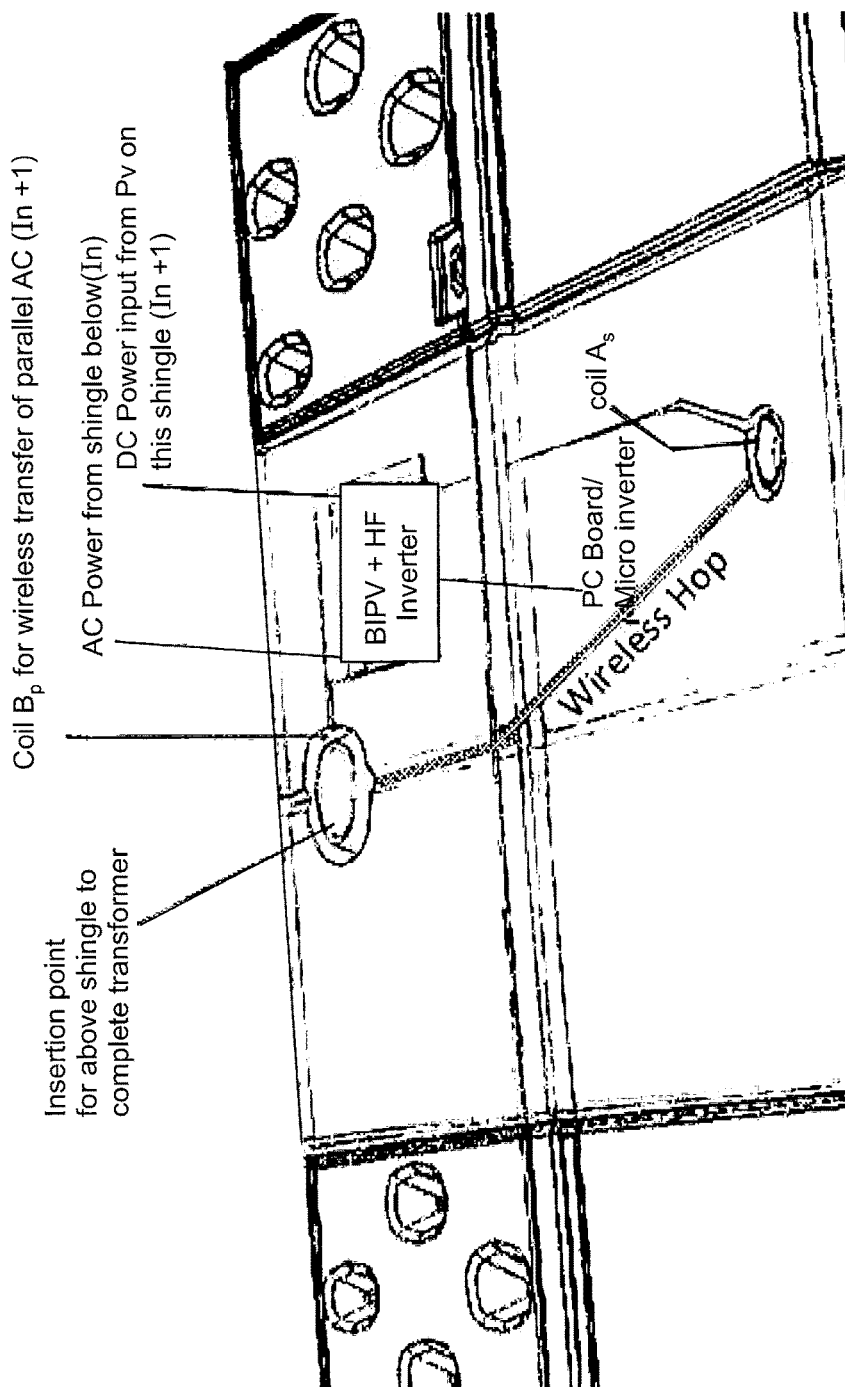 Coil Bₚ for wireless transfer of parallel AC (In +1)
AC Power from shingle below(In)
DC Power input from Pv on
this shingle (In +1)
Insertion point
for above shingle to
complete transformer
BIPV + HF
Inverter
PC Board/
Micro inverter
coil Aₛ
Wireless Hop